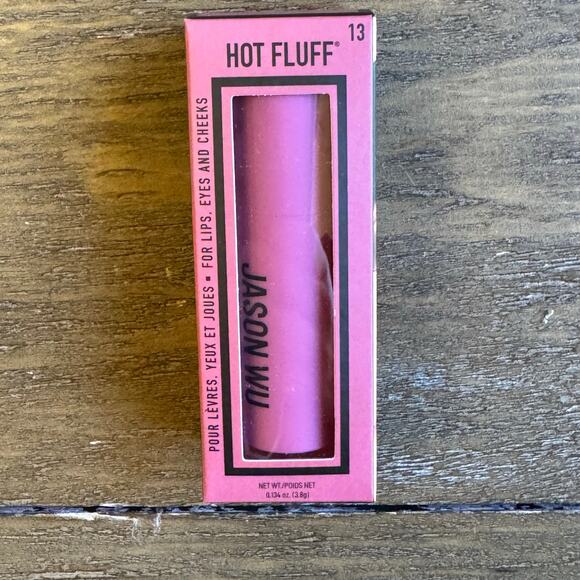 13
HOT FLUFF®
POUR LÈVRES, YEUX ET JOUES ▪ FOR LIPS, EYES AND CHEEKS
JASON WU
NET WT./POIDS NET
0.134 oz. (3.8g)